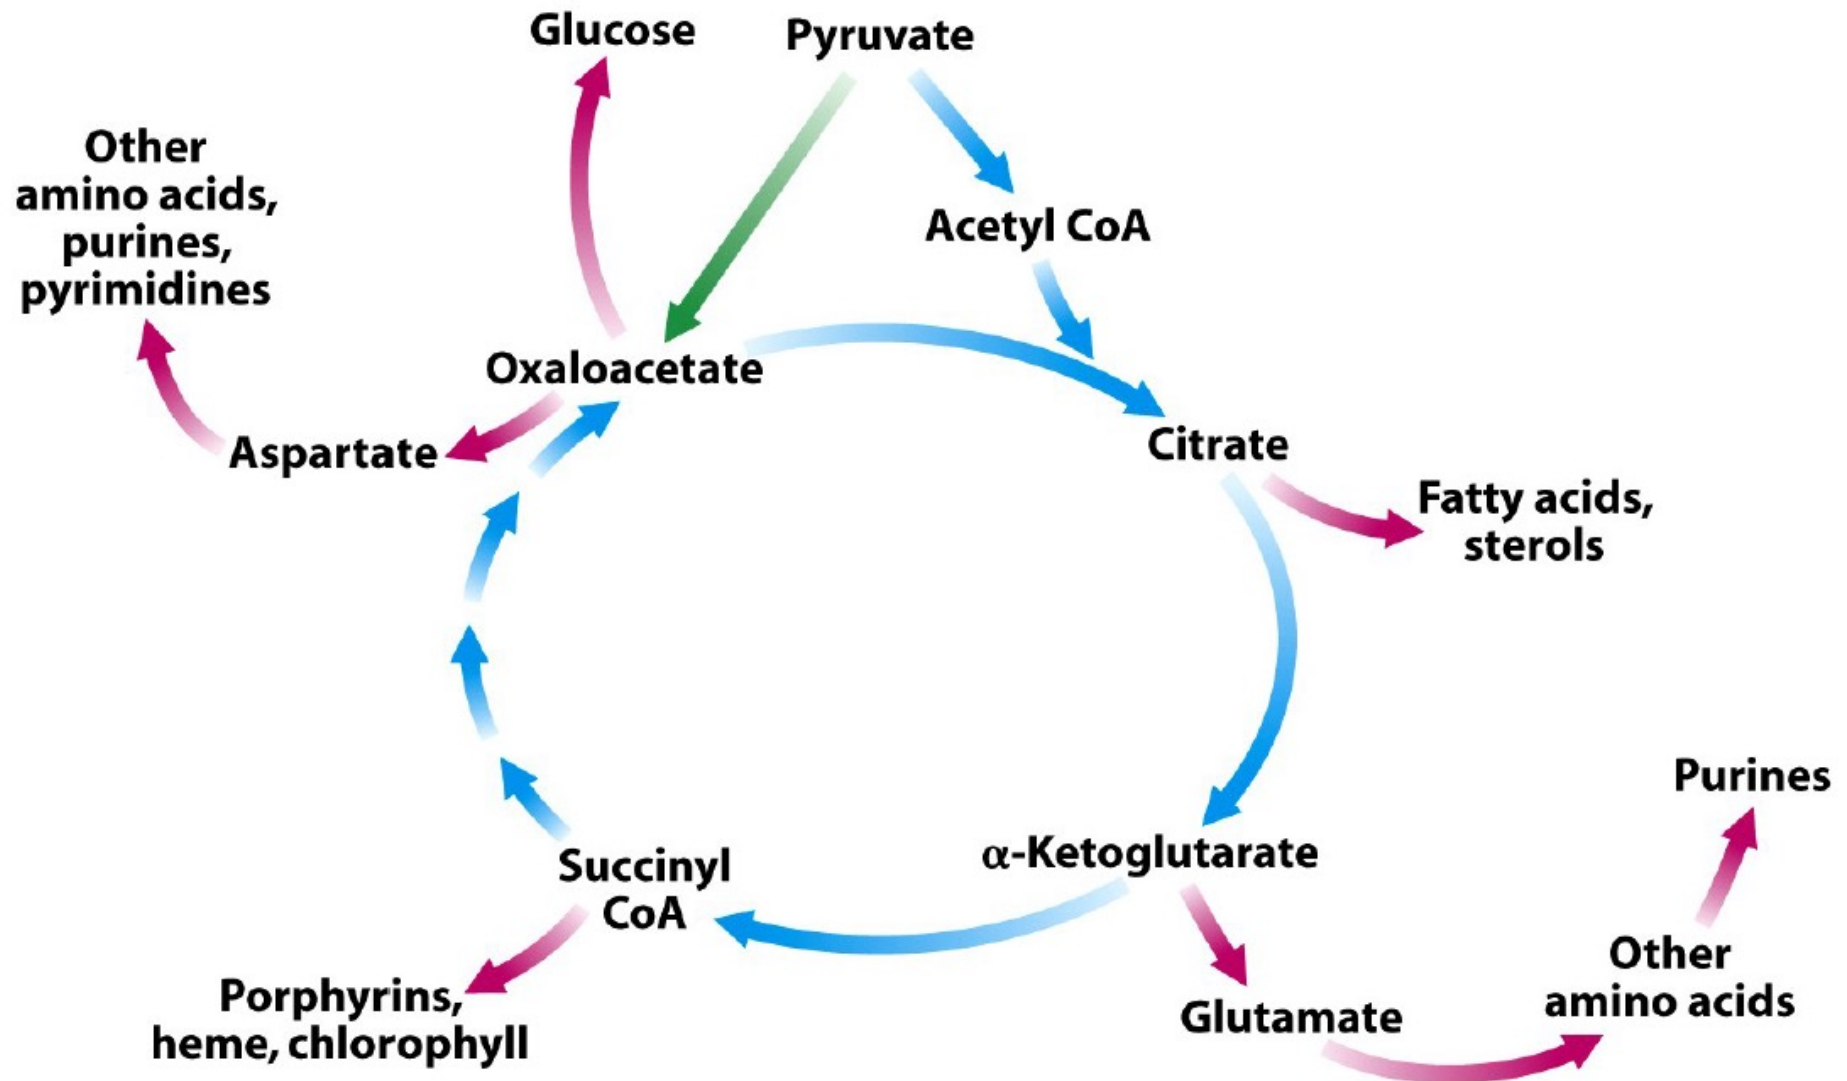 Glucose
Pyruvate
Other
amino acids,
purines,
pyrimidines
Acetyl CoA
Oxaloacetate
Aspartate
Citrate
Fatty acids,
sterols
Purines
α-Ketoglutarate
Succinyl
CoA
Other
amino acids
Porphyrins,
heme, chlorophyll
Glutamate